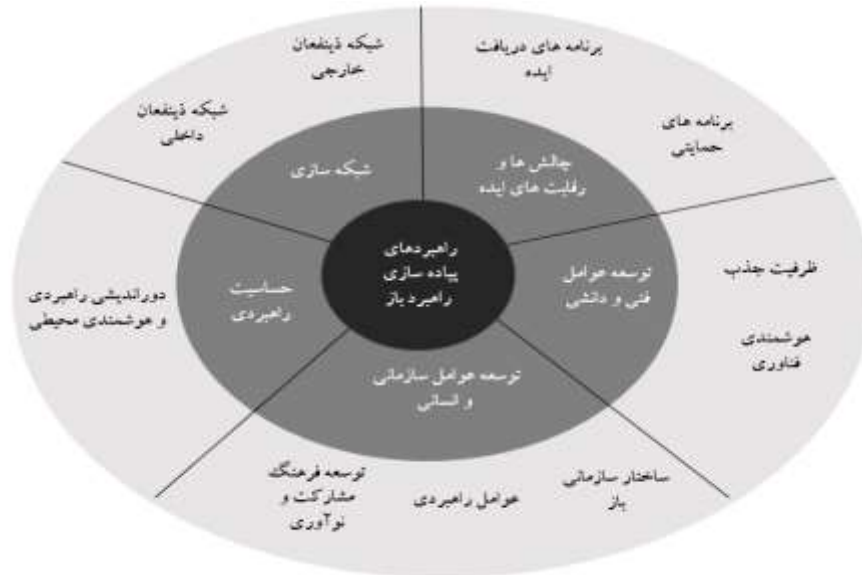 برنامه های دریافت
ایده
برنامه های
حمایتی
شبکه ذینفعان
خارجی
شبکه ذینفعان
داخلی
چالش ها و
رقابت های ایده
شبکه سازی
راهبردهای
پیاده سازی
راهبرد باز
توسعه عوامل
فنی و دانشی
حساسیت
راهبردی
توسعه عوامل سازمانی
و انسانی
ظرفیت جذب
هوشمندی
فناوری
دوراندیشی راهبردی
و هوشمندی محیطی
ساختار سازمانی
باز
عوامل راهبردی
توسعه فرهنگ
مشارکت و
نوآوری